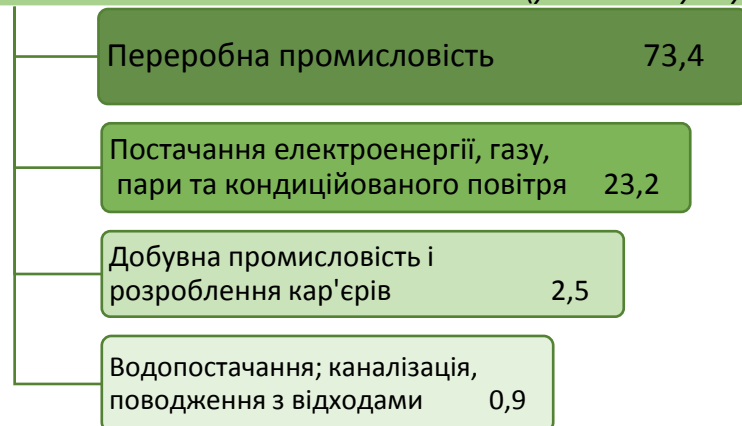 Переробна промисловість 73,4
Постачання електроенергії, газу,
пари та кондиційованого повітря 23,2
Добувна промисловість і
розроблення кар'єрів 2,5
Водопостачання; каналізація,
поводження з відходами 0,9